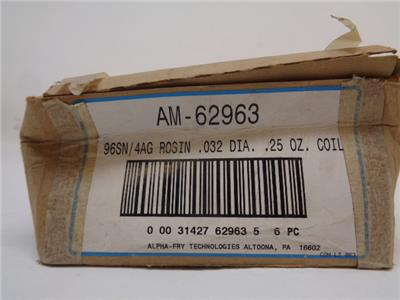 AM-62963
96SN/4AG ROSIN .032 DIA. .25 OZ. COIL
0 00 31427 62963 5 6 PC
ALPHA-FRY TECHNOLOGIES ALTOONA, PA 16602